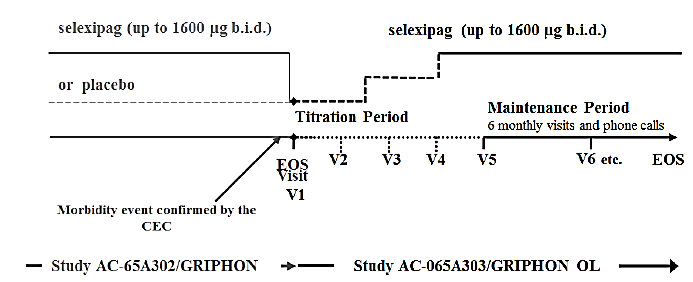 selexipag (up to 1600 µg b.i.d.)
selexipag (up to 1600 µg b.i.d.)
or placebo
Titration Period
Maintenance Period
6 monthly visits and phone calls
EOS
Visit
V1
V2
V3
V4
V5
V6 etc.
EOS
Morbidity event confirmed by the
CEC
Study AC-65A302/GRIPHON
Study AC-065A303/GRIPHON OL